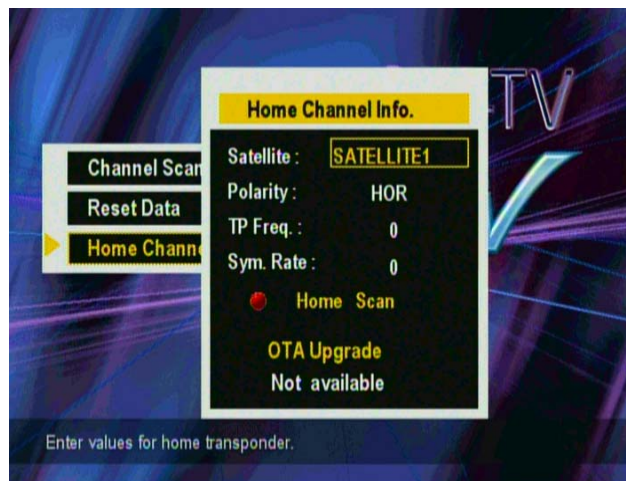 TV
Home Channel Info.
Channel Scan
Reset Data
Home Chann
Satellite : SATELLITE1
Polarity : HOR
TP Freq. : 0
Sym. Rate : 0
Home Scan
OTA Upgrade
Not available
Enter values for home transponder.